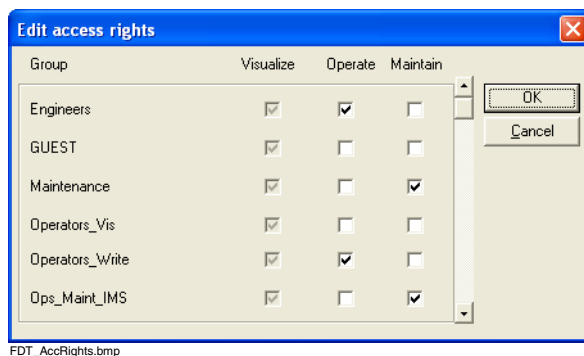 Edit access rights
Group Visualize Operate Maintain
Engineers
OK
GUEST
Cancel
Maintenance
Operators_Vis
Operators_Write
Ops_Maint_IMS
FDT_AccRights.bmp